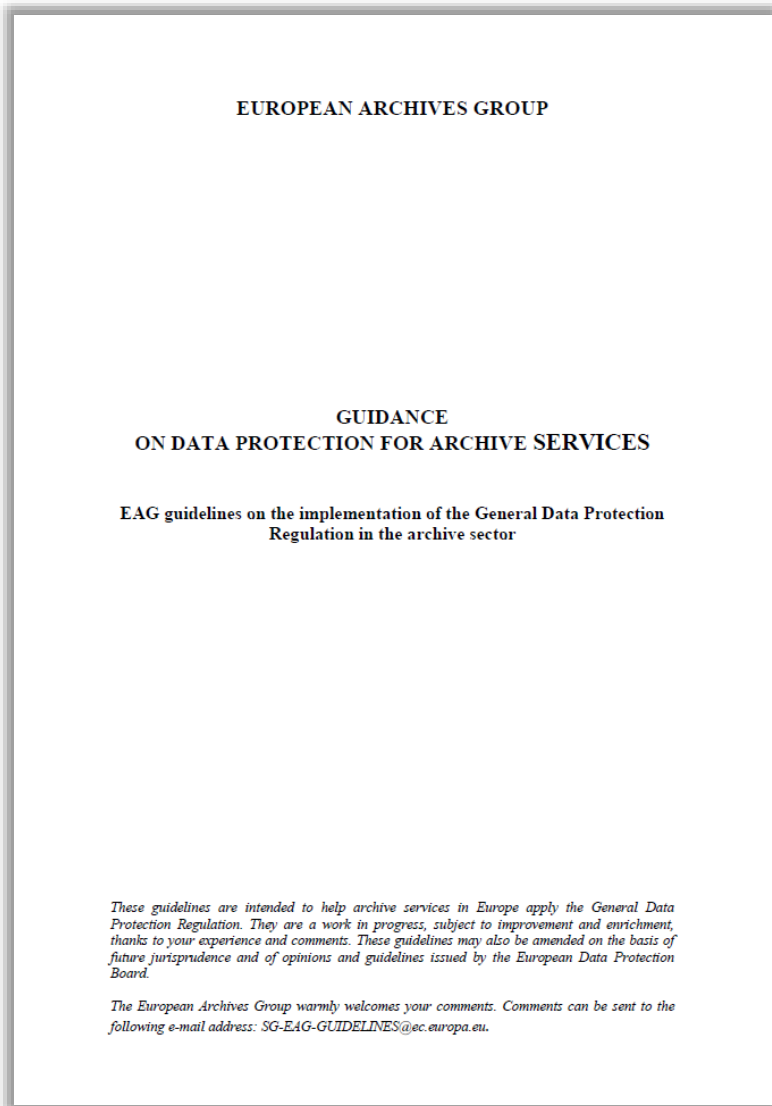 EUROPEAN ARCHIVES GROUP
GUIDANCE
ON DATA PROTECTION FOR ARCHIVE SERVICES
EAG guidelines on the implementation of the General Data Protection
Regulation in the archive sector
These guidelines are intended to help archive services in Europe apply the General Data
Protection Regulation. They are a work in progress, subject to improvement and enrichment,
thanks to your experience and comments. These guidelines may also be amended on the basis of
future jurisprudence and of opinions and guidelines issued by the European Data Protection
Board.
The European Archives Group warmly welcomes your comments. Comments can be sent to the
following e-mail address: SG-EAG-GUIDELINES@ec.europa.eu.